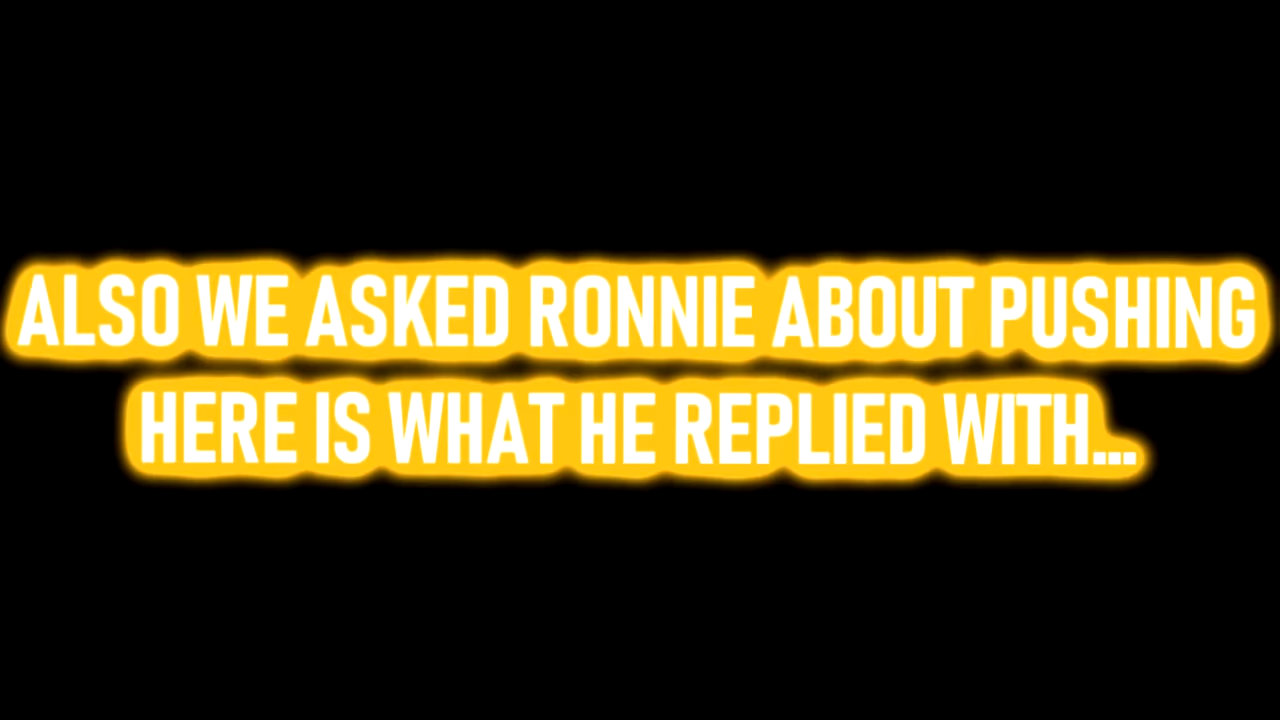 ALSO WE ASKED RONNIE ABOUT PUSHING
HERE IS WHAT HE REPLIED WITH...